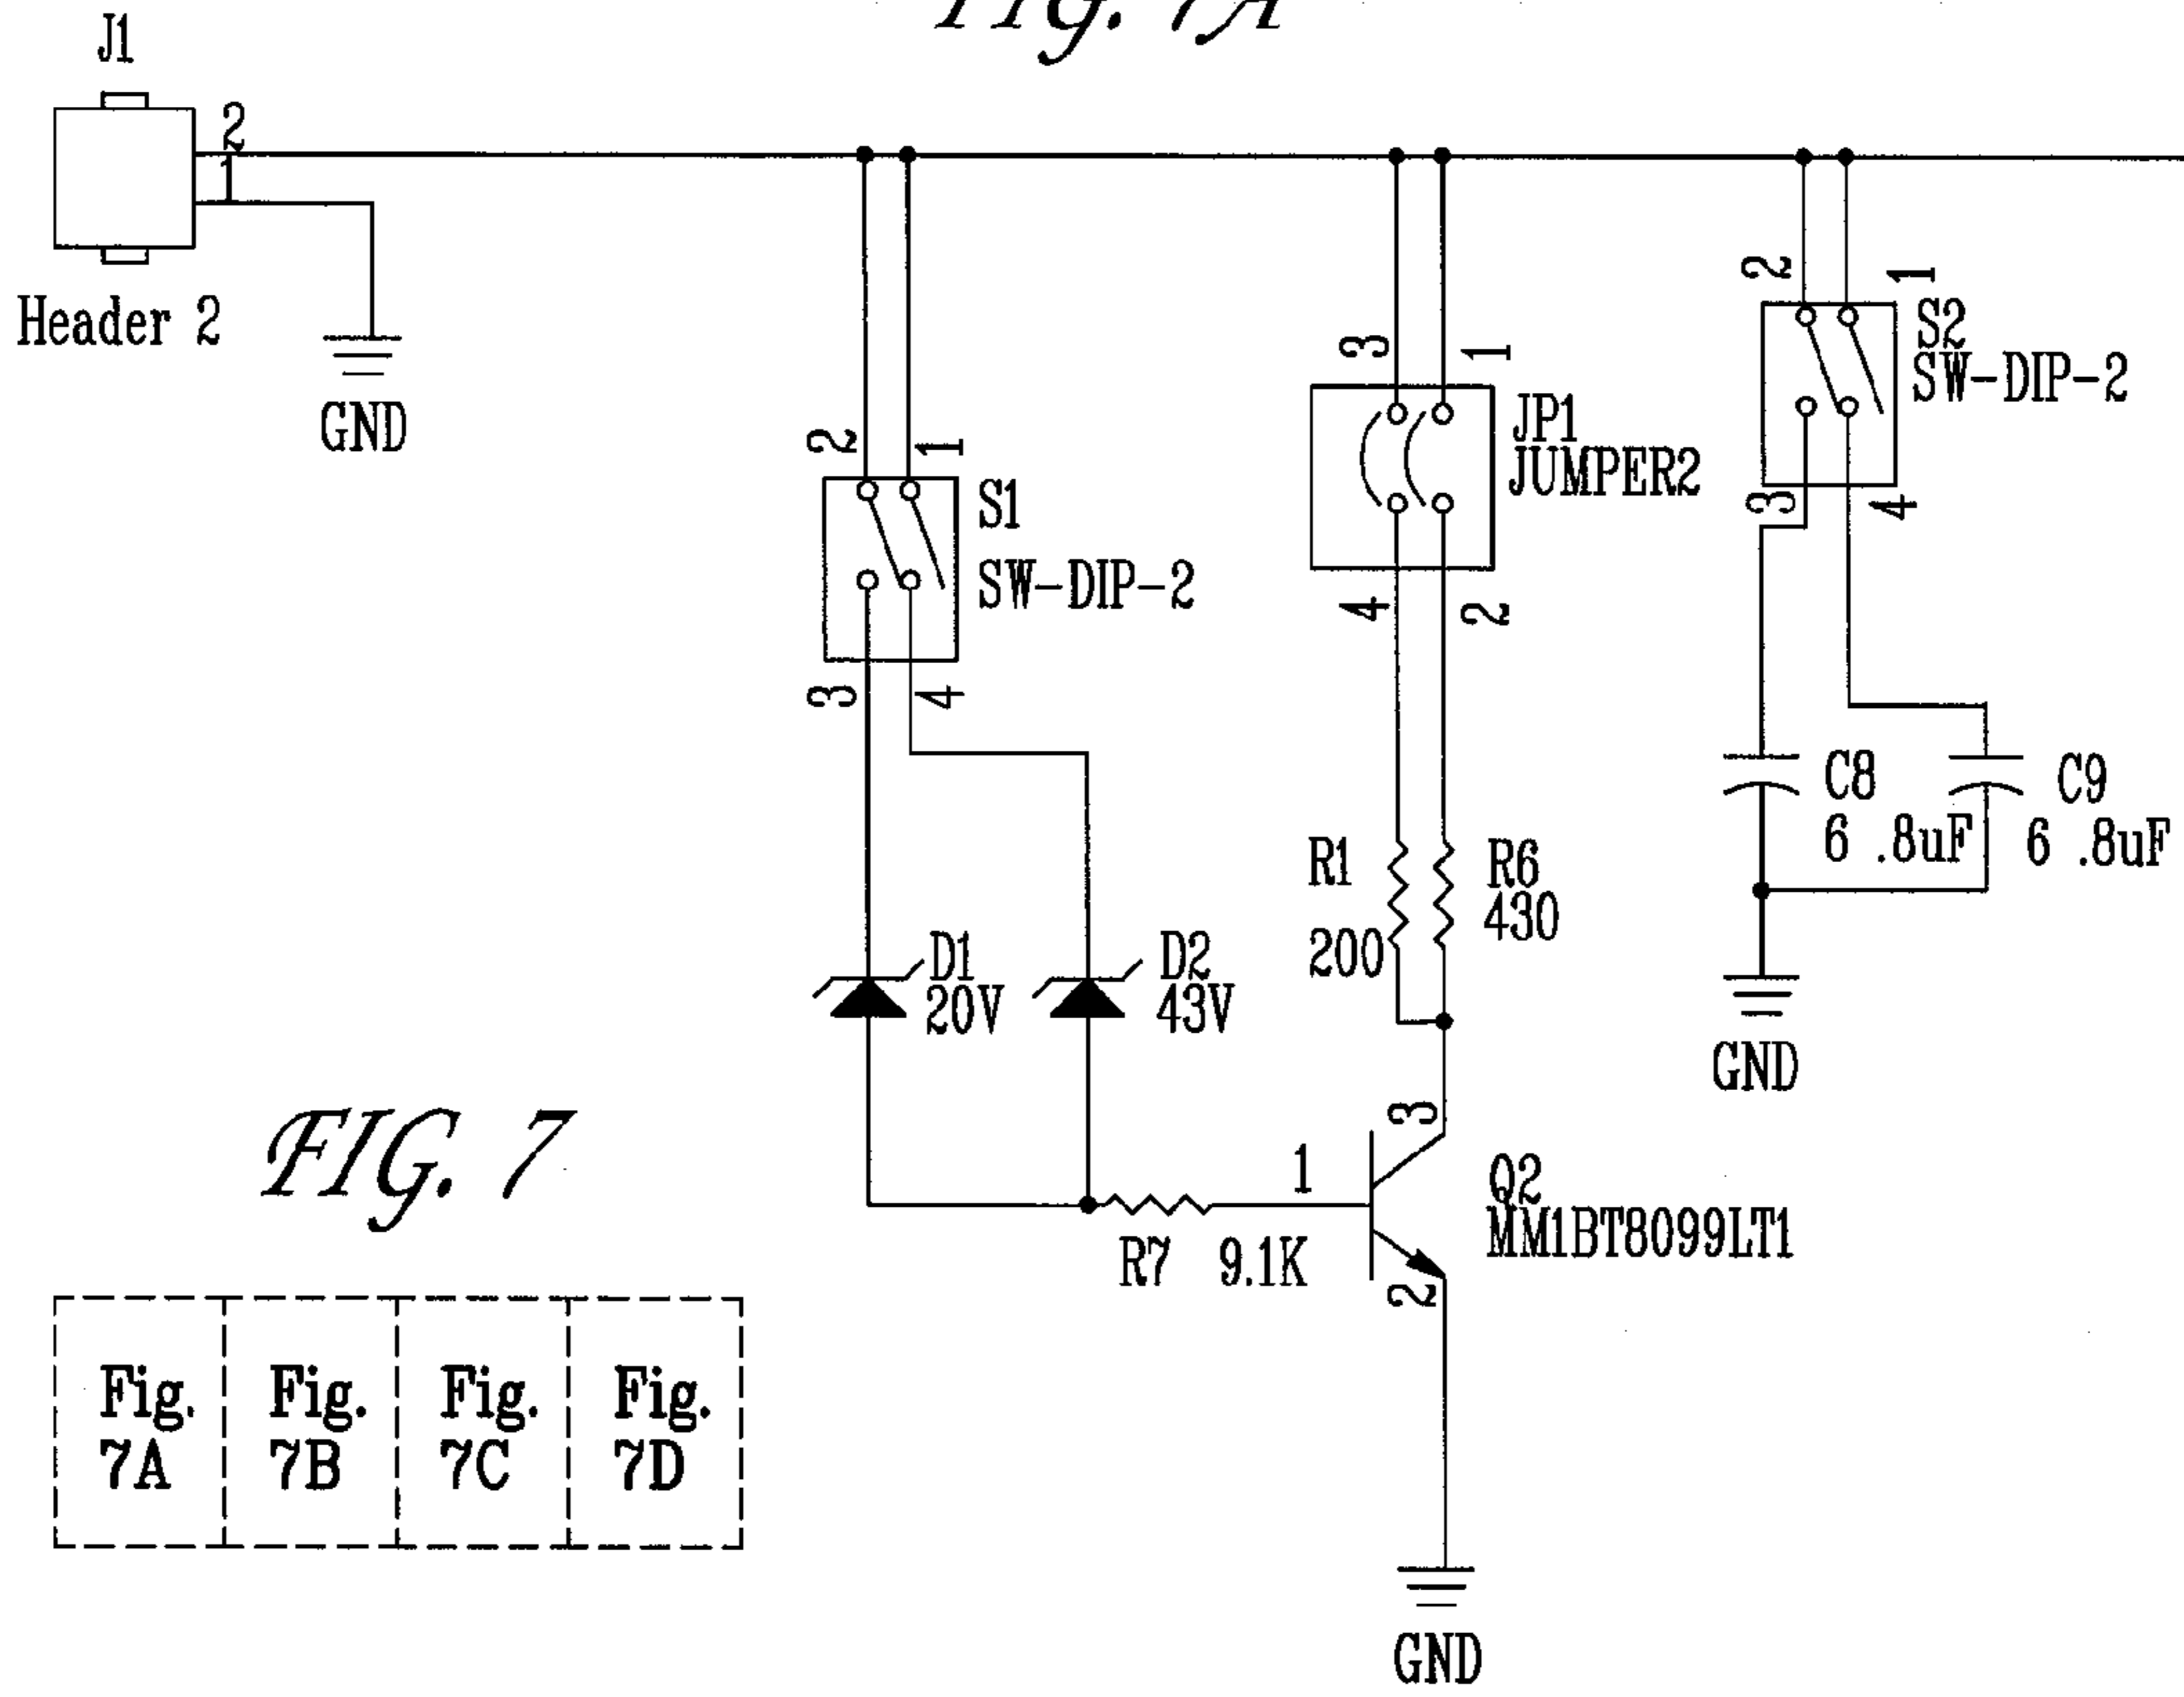 Fig. 7A
J1
2
1
Header 2
GND
2
1
S1
SW-DIP-2
3
4
3
1
JP1
JUMPER2
4
2
2
1
S2
SW-DIP-2
3
4
C8
6 .8uF
C9
6 .8uF
GND
R1
200
R6
430
D1
20V
D2
43V
3
1
2
Q2
MM1BT8099LT1
R7 9.1K
GND
FIG. 7
Fig.
7A
Fig.
7B
Fig.
7C
Fig.
7D